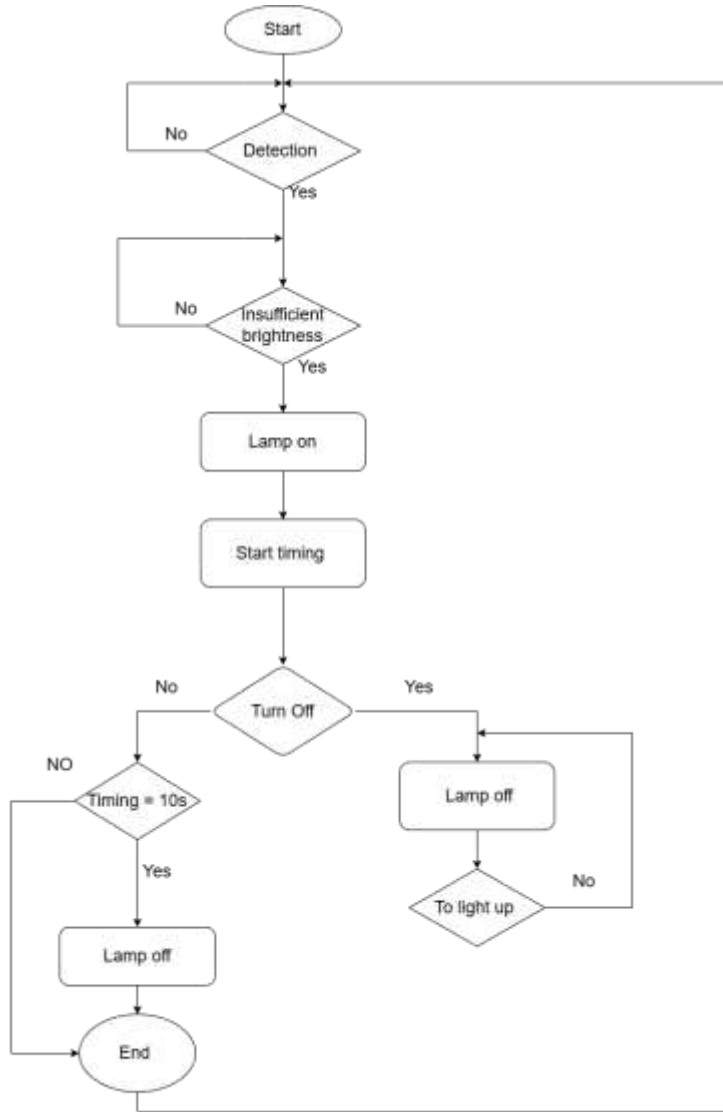 Start
No
Detection
Yes
No
Insufficient
brightness
Yes
Lamp on
Start timing
No
Yes
Turn Off
NO
Timing = 10s
Lamp off
Yes
To light up
No
Lamp off
End